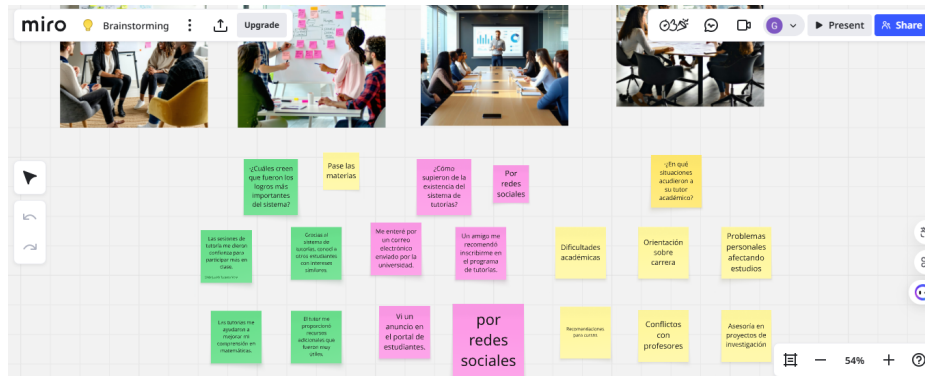 miro
Brainstorming
Upgrade
G
Present
Share
·¿Cuáles creen
que fueron los
logros más
importantes
del sistema?
Pase las
materias
¿Cómo
supieron de la
existencia del
sistema de
tutorías?
Por
redes
sociales
·¿En qué
situaciones
acudieron a
su tutor
académico?
Las sesiones de
tutoría me dieron
confianza para
participar más en
clase.
Gracias al
sistema de
tutorías, conocí a
otros estudiantes
con intereses
similares
Me enteré por
un correo
electrónico
enviado por la
universidad.
Un amigo me
recomendó
inscribirme en
el programa
de tutorías.
Dificultades
académicas
Orientación
sobre
carrera
Problemas
personales
afectando
estudios
Las tutorías me
ayudaron a
mejorar mi
comprensión en
matemáticas.
El tutor me
proporcionó
recursos
adicionales que
fueron muy
útiles.
Vi un
anuncio en
el portal de
estudiantes.
por
redes
sociales
Recomendaciones
para cursos
Conflictos
con
profesores
Asesoría en
proyectos de
investigación
54%